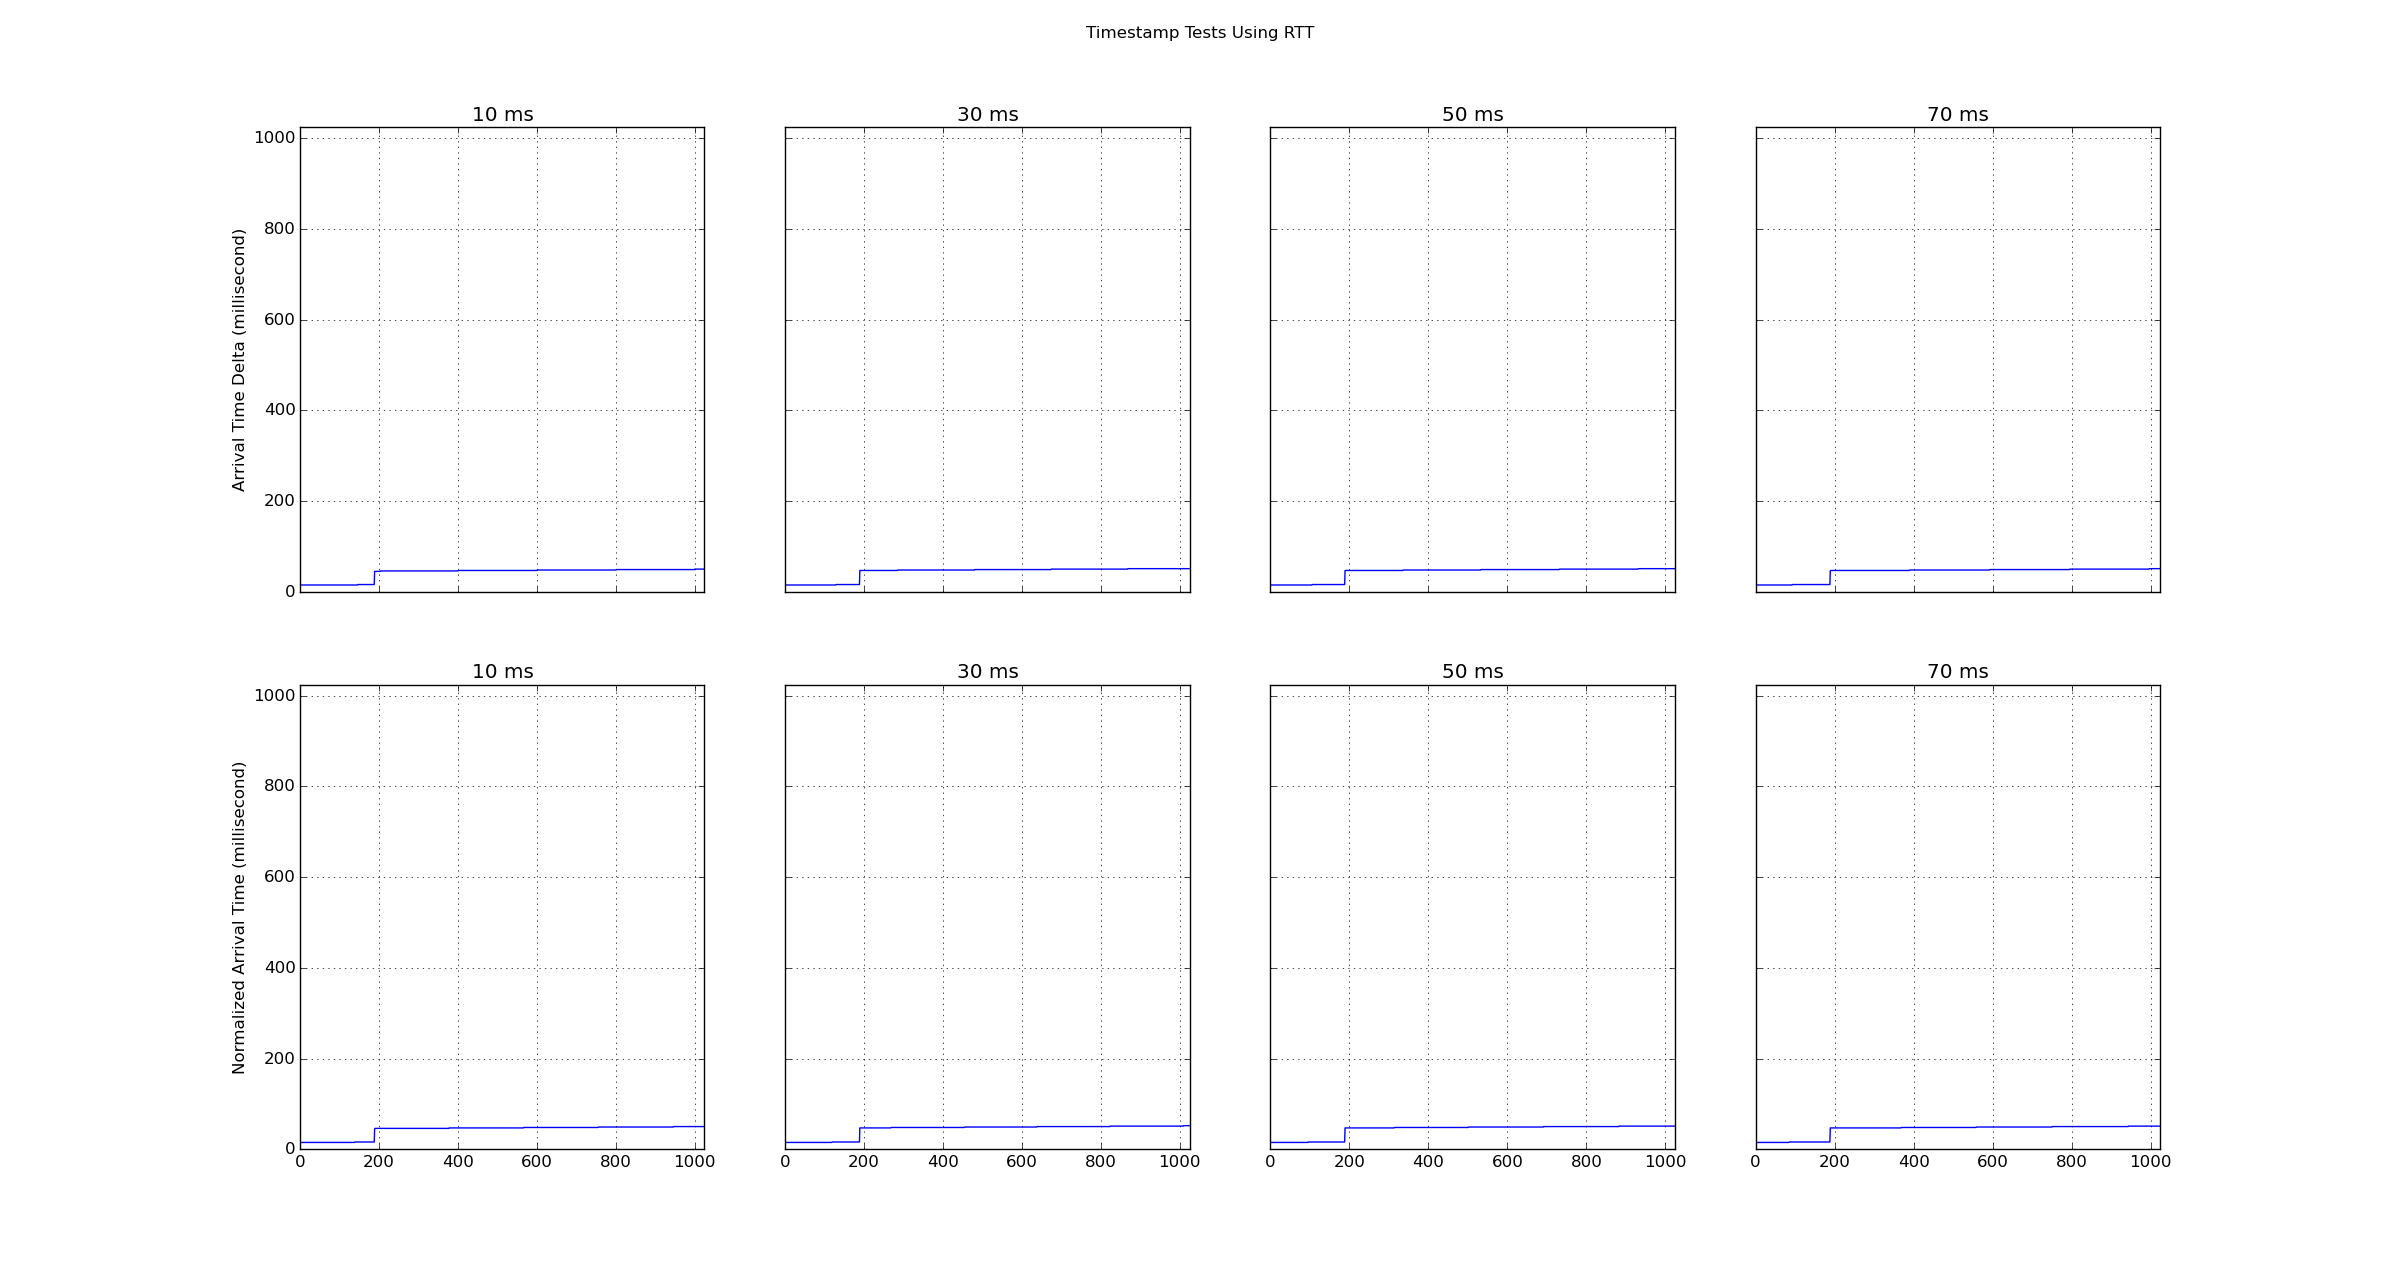 Timestamp Tests Using RTT
10 ms 30 ms 50 ms 70 ms
1000
800
600
400
200
0
Arrival Time Delta (millisecond)
10 ms 30 ms 50 ms 70 ms
1000
800
600
400
200
0
Normalized Arrival Time (millisecond)
0 200 400 600 800 1000 0 200 400 600 800 1000 0 200 400 600 800 1000 0 200 400 600 800 1000